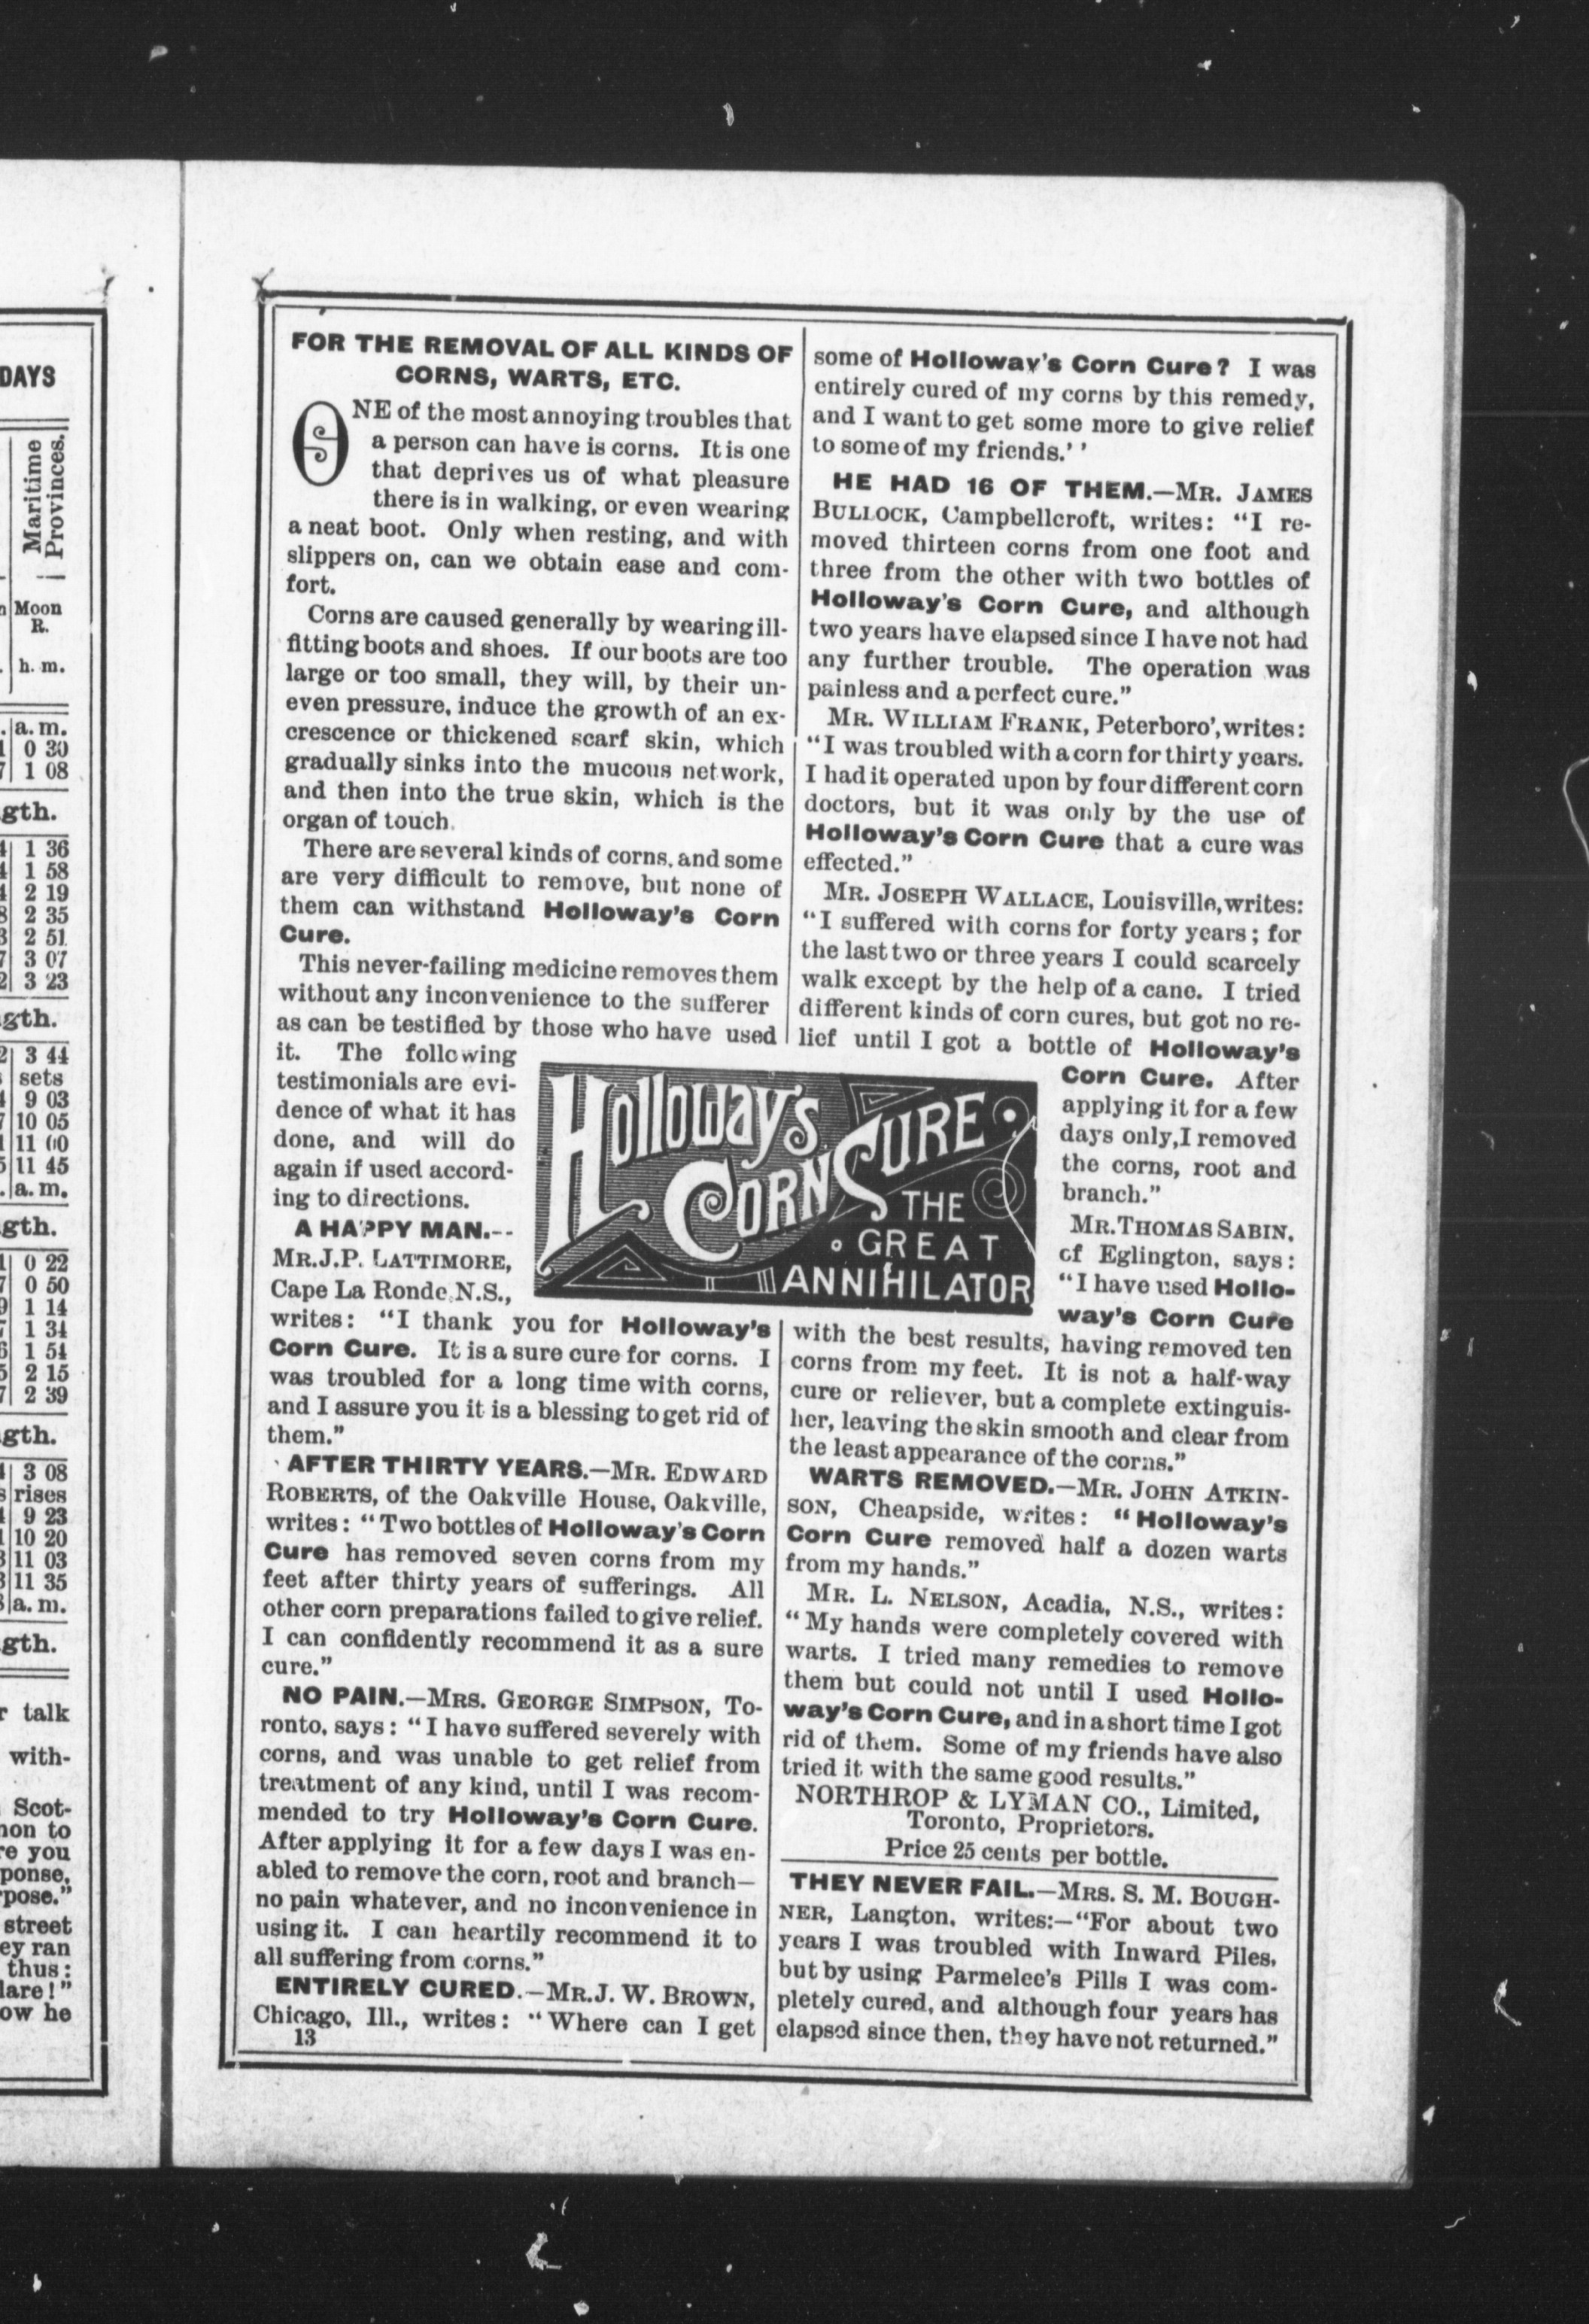 DAYS
Maritime
Provinces.
Moon
R.
h. m.
a. m.
0 30
1 08
gth.
1 36
1 58
2 19
2 35
2 51
3 07
3 23
gth.
3 44
sets
9 03
10 05
11 00
11 45
a. m.
gth.
0 22
0 50
1 14
1 34
1 54
2 15
2 39
gth.
3 08
rises
9 23
10 20
11 03
11 35
a. m.
gth.
talk
with-
Scot-
non to
re you
ponse,
rpose."
street
ey ran
thus:
lare!"
ow he
FOR THE REMOVAL OF ALL KINDS OF
CORNS, WARTS, ETC.
ONE of the most annoying troubles that
a person can have is corns. It is one
that deprives us of what pleasure
there is in walking, or even wearing
a neat boot. Only when resting, and with
slippers on, can we obtain ease and com-
fort.
Corns are caused generally by wearing ill-
fitting boots and shoes. If our boots are too
large or too small, they will, by their un-
even pressure, induce the growth of an ex-
crescence or thickened scarf skin, which
gradually sinks into the mucous network,
and then into the true skin, which is the
organ of touch.
There are several kinds of corns, and some
are very difficult to remove, but none of
them can withstand Holloway's Corn
Cure.
This never-failing medicine removes them
without any inconvenience to the sufferer
as can be testified by those who have used
it. The following
testimonials are evi-
dence of what it has
done, and will do
again if used accord-
ing to directions.
A HAPPY MAN.--
MR. J. P. LATTIMORE,
Cape La Ronde, N.S.,
writes: "I thank you for Holloway's
Corn Cure. It is a sure cure for corns. I
was troubled for a long time with corns,
and I assure you it is a blessing to get rid of
them."
AFTER THIRTY YEARS.—MR. EDWARD
ROBERTS, of the Oakville House, Oakville,
writes: "Two bottles of Holloway's Corn
Cure has removed seven corns from my
feet after thirty years of sufferings. All
other corn preparations failed to give relief.
I can confidently recommend it as a sure
cure."
NO PAIN.—MRS. GEORGE SIMPSON, To-
ronto, says: "I have suffered severely with
corns, and was unable to get relief from
treatment of any kind, until I was recom-
mended to try Holloway's Corn Cure.
After applying it for a few days I was en-
abled to remove the corn, root and branch—
no pain whatever, and no inconvenience in
using it. I can heartily recommend it to
all suffering from corns."
ENTIRELY CURED.—MR. J. W. BROWN,
Chicago, Ill., writes: "Where can I get
13
Holloway's
Corn Cure
THE
GREAT
ANNIHILATOR
some of Holloway's Corn Cure? I was
entirely cured of my corns by this remedy,
and I want to get some more to give relief
to some of my friends.''
HE HAD 16 OF THEM.—MR. JAMES
BULLOCK, Campbellcroft, writes: "I re-
moved thirteen corns from one foot and
three from the other with two bottles of
Holloway's Corn Cure, and although
two years have elapsed since I have not had
any further trouble. The operation was
painless and a perfect cure."
MR. WILLIAM FRANK, Peterboro', writes:
"I was troubled with a corn for thirty years.
I had it operated upon by four different corn
doctors, but it was only by the use of
Holloway's Corn Cure that a cure was
effected."
MR. JOSEPH WALLACE, Louisville, writes:
"I suffered with corns for forty years; for
the last two or three years I could scarcely
walk except by the help of a cane. I tried
different kinds of corn cures, but got no re-
lief until I got a bottle of Holloway's
Corn Cure. After
applying it for a few
days only, I removed
the corns, root and
branch."
MR. THOMAS SABIN,
of Eglington, says:
"I have used Hollo-
way's Corn Cure
with the best results, having removed ten
corns from my feet. It is not a half-way
cure or reliever, but a complete extinguis-
her, leaving the skin smooth and clear from
the least appearance of the corns."
WARTS REMOVED.—MR. JOHN ATKIN-
SON, Cheapside, writes: "Holloway's
Corn Cure removed half a dozen warts
from my hands."
MR. L. NELSON, Acadia, N.S., writes:
"My hands were completely covered with
warts. I tried many remedies to remove
them but could not until I used Hollo-
way's Corn Cure, and in a short time I got
rid of them. Some of my friends have also
tried it with the same good results."
NORTHROP & LYMAN CO., Limited,
Toronto, Proprietors.
Price 25 cents per bottle.
THEY NEVER FAIL.—MRS. S. M. BOUGH-
NER, Langton, writes:—"For about two
years I was troubled with Inward Piles,
but by using Parmelee's Pills I was com-
pletely cured, and although four years has
elapsed since then, they have not returned."